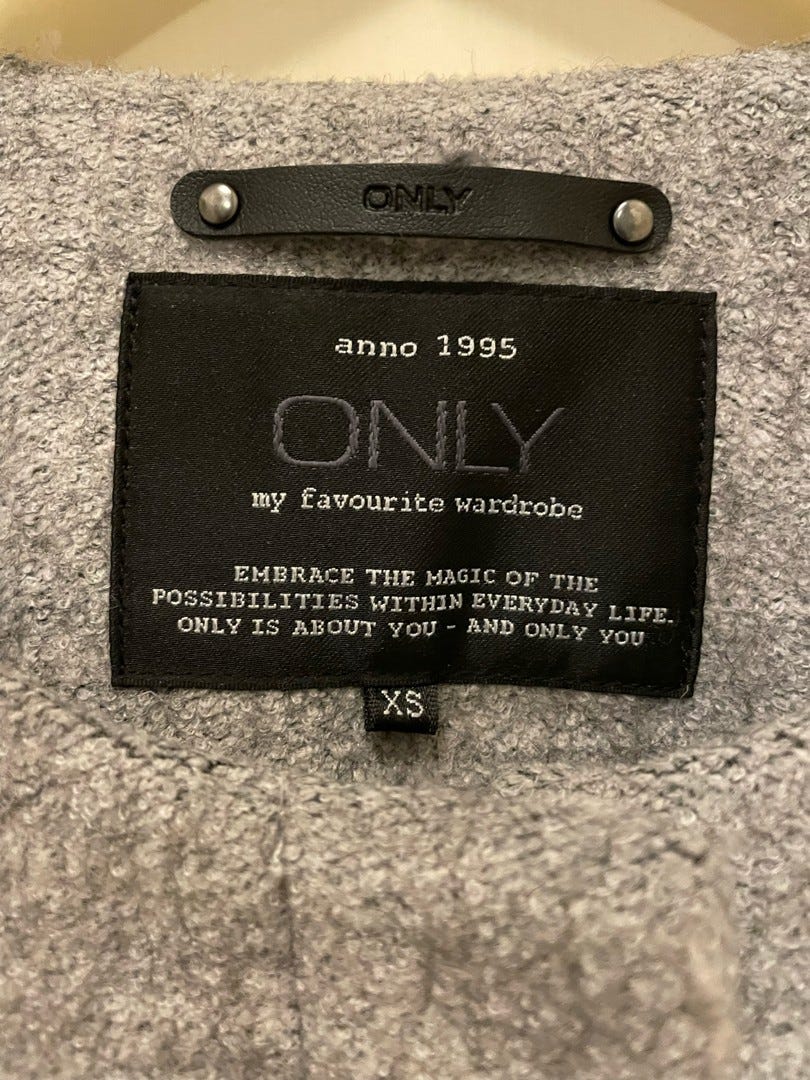 ONLY
anno 1995
ONLY
my favourite wardrobe
EMBRACE THE MAGIC OF THE
POSSIBILITIES WITHIN EVERYDAY LIFE.
ONLY IS ABOUT YOU - AND ONLY YOU
XS